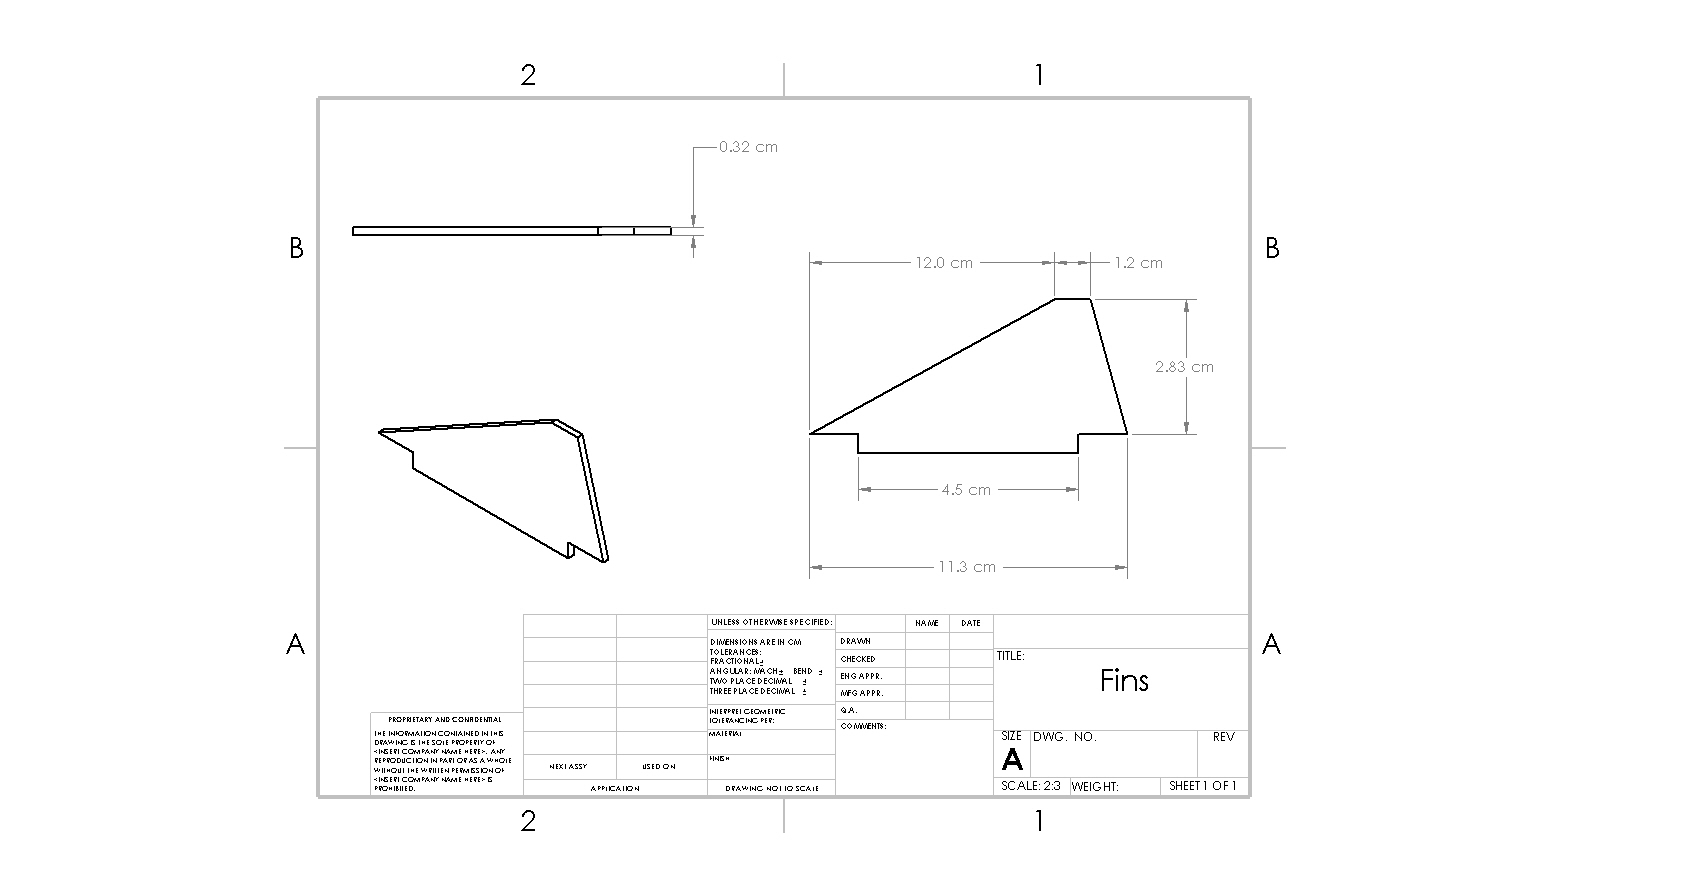 2 1
0.32 cm
B B
12.0 cm 1.2 cm
2.83 cm
4.5 cm
11.3 cm
A A
UNLESS OTHERWISE SPECIFIED:
DIMENSIONS ARE IN CM
TOLERANCES:
FRACTIONAL ±
ANGULAR: MACH ± BEND ±
TWO PLACE DECIMAL ±
THREE PLACE DECIMAL ±
INTERPRET GEOMETRIC
TOLERANCING PER:
MATERIAL
FINISH
DRAWING NOT TO SCALE
NAME DATE
DRAWN
CHECKED
ENG APPR.
MFG APPR.
Q.A.
COMMENTS:
TITLE:
Fins
SIZE DWG. NO. REV
A
SCALE: 2:3 WEIGHT: SHEET 1 OF 1
PROPRIETARY AND CONFIDENTIAL
THE INFORMATION CONTAINED IN THIS
DRAWING IS THE SOLE PROPERTY OF
<INSERT COMPANY NAME HERE>. ANY
REPRODUCTION IN PART OR AS A WHOLE
WITHOUT THE WRITTEN PERMISSION OF
<INSERT COMPANY NAME HERE> IS
PROHIBITED.
NEXT ASSY USED ON
APPLICATION
2 1